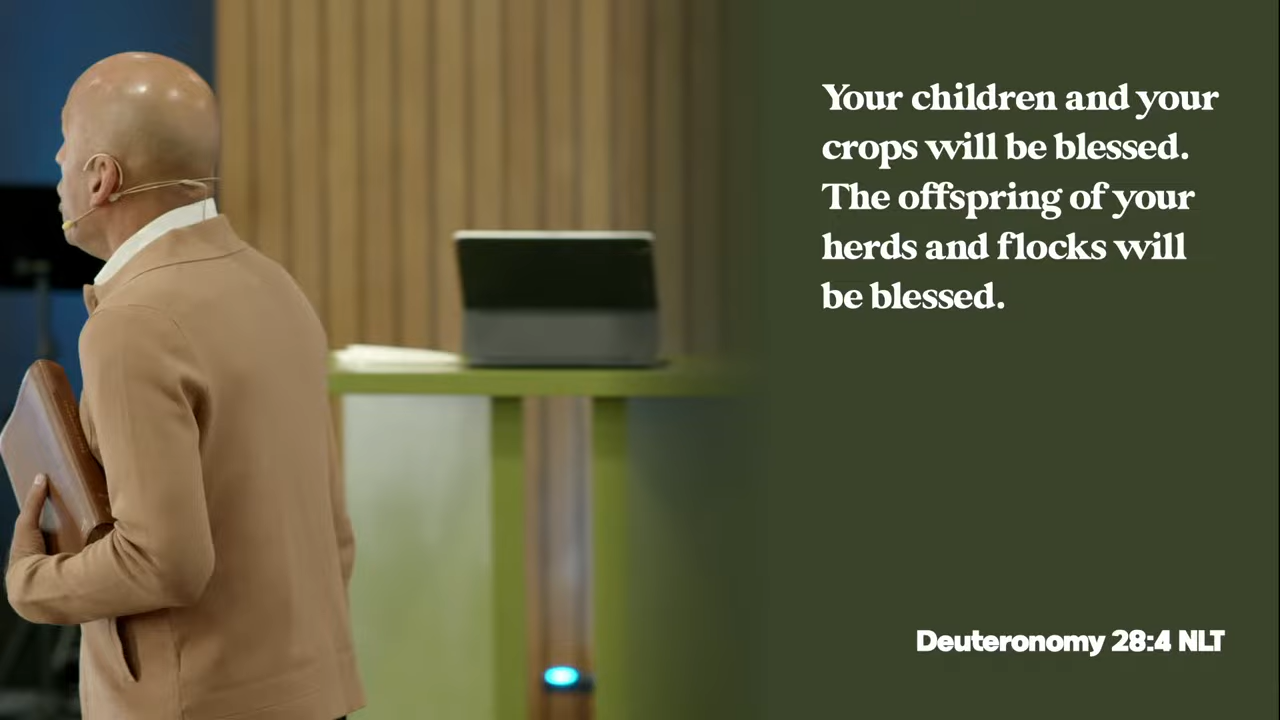 Your children and your
crops will be blessed.
The offspring of your
herds and flocks will
be blessed.
Deuteronomy 28:4 NLT